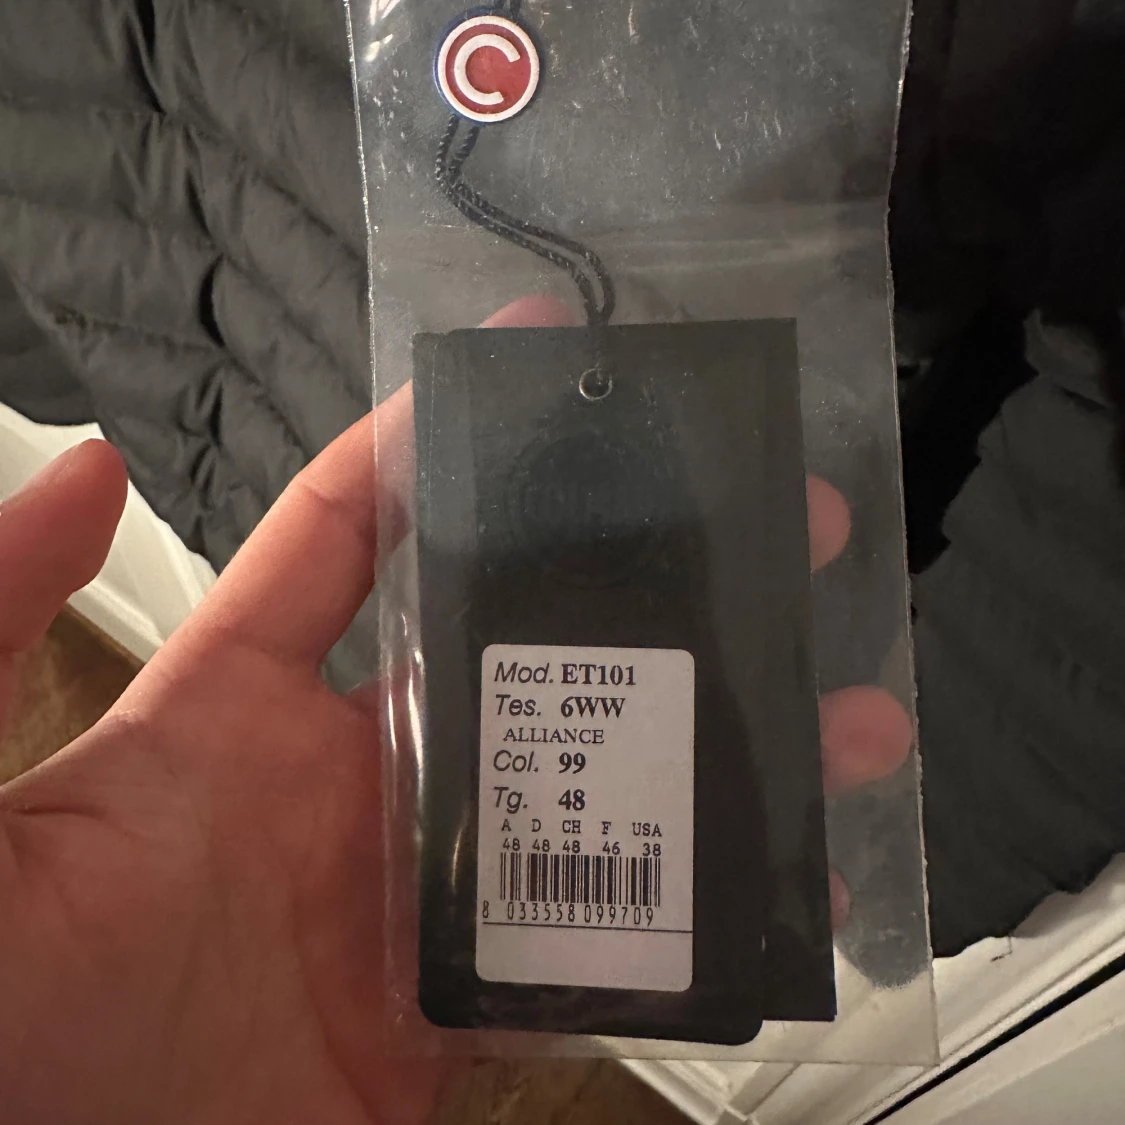 C
Mod. ET101
Tes. 6WW
ALLIANCE
Col. 99
Tg. 48
A D CH F USA
48 48 48 46 38
8 033558 099709